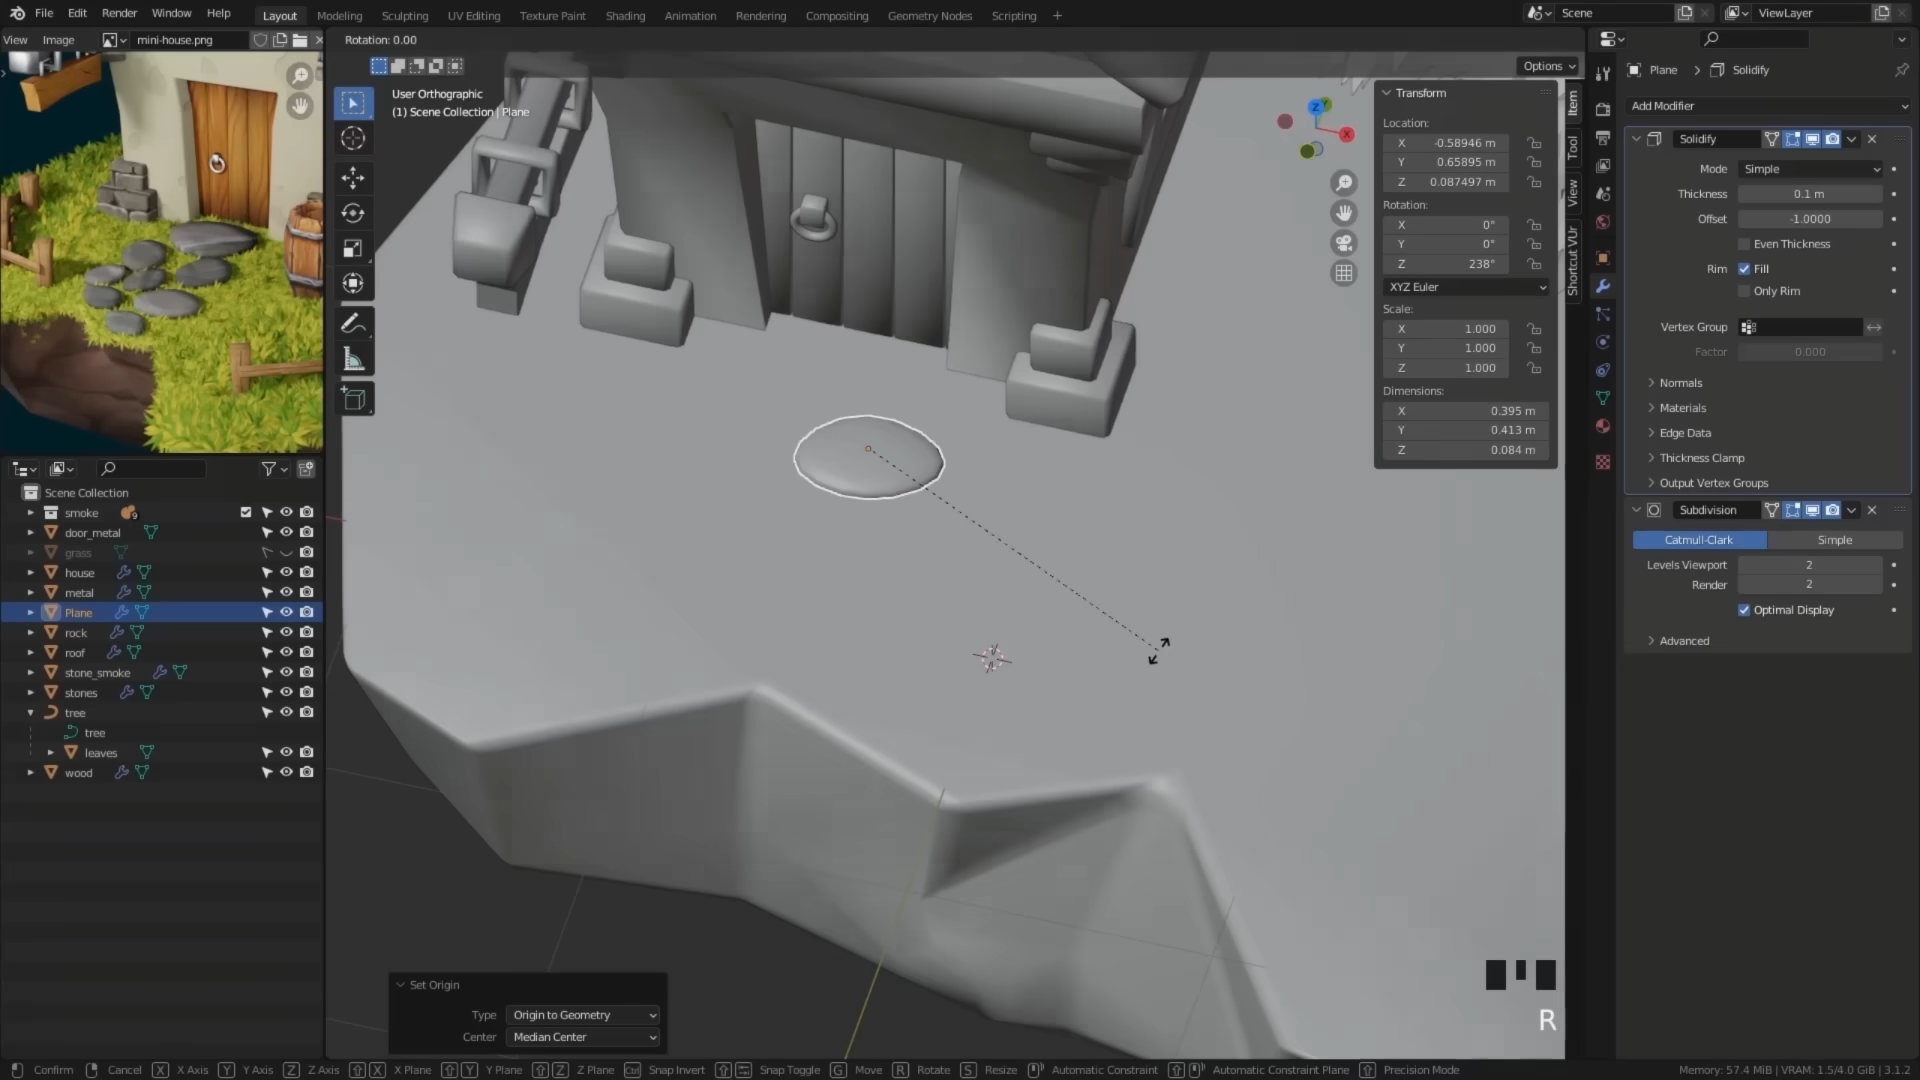 File Edit Render Window Help
Layout Modeling Sculpting UV Editing Texture Paint Shading Animation Rendering Compositing Geometry Nodes Scripting +
Scene
ViewLayer
View Image mini-house.png
Rotation: 0.00
Options
User Orthographic
(1) Scene Collection | Plane
Z
X
Transform
Location:
X -0.58946 m
Y 0.65895 m
Z 0.087497 m
Rotation:
X 0°
Y 0°
Z 238°
XYZ Euler
Scale:
X 1.000
Y 1.000
Z 1.000
Dimensions:
X 0.395 m
Y 0.413 m
Z 0.084 m
Item
Tool
View
Shortcut VUr
Plane > Solidify
Add Modifier
Solidify
Mode Simple
Thickness 0.1 m
Offset -1.0000
Even Thickness
Rim Fill
Only Rim
Vertex Group
Factor 0.000
Normals
Materials
Edge Data
Thickness Clamp
Output Vertex Groups
Subdivision
Catmull-Clark Simple
Levels Viewport 2
Render 2
Optimal Display
Advanced
Scene Collection
smoke 9
door_metal
grass
house
metal
Plane
rock
roof
stone_smoke
stones
tree
tree
leaves
wood
Set Origin
Type Origin to Geometry
Center Median Center
R
Confirm Cancel X X Axis Y Y Axis Z Z Axis X X Plane Y Y Plane Z Z Plane Ctrl Snap Invert Snap Toggle G Move R Rotate S Resize Automatic Constraint Automatic Constraint Plane Precision Mode
Memory: 57.4 MiB | VRAM: 1.5/4.0 GiB | 3.1.2